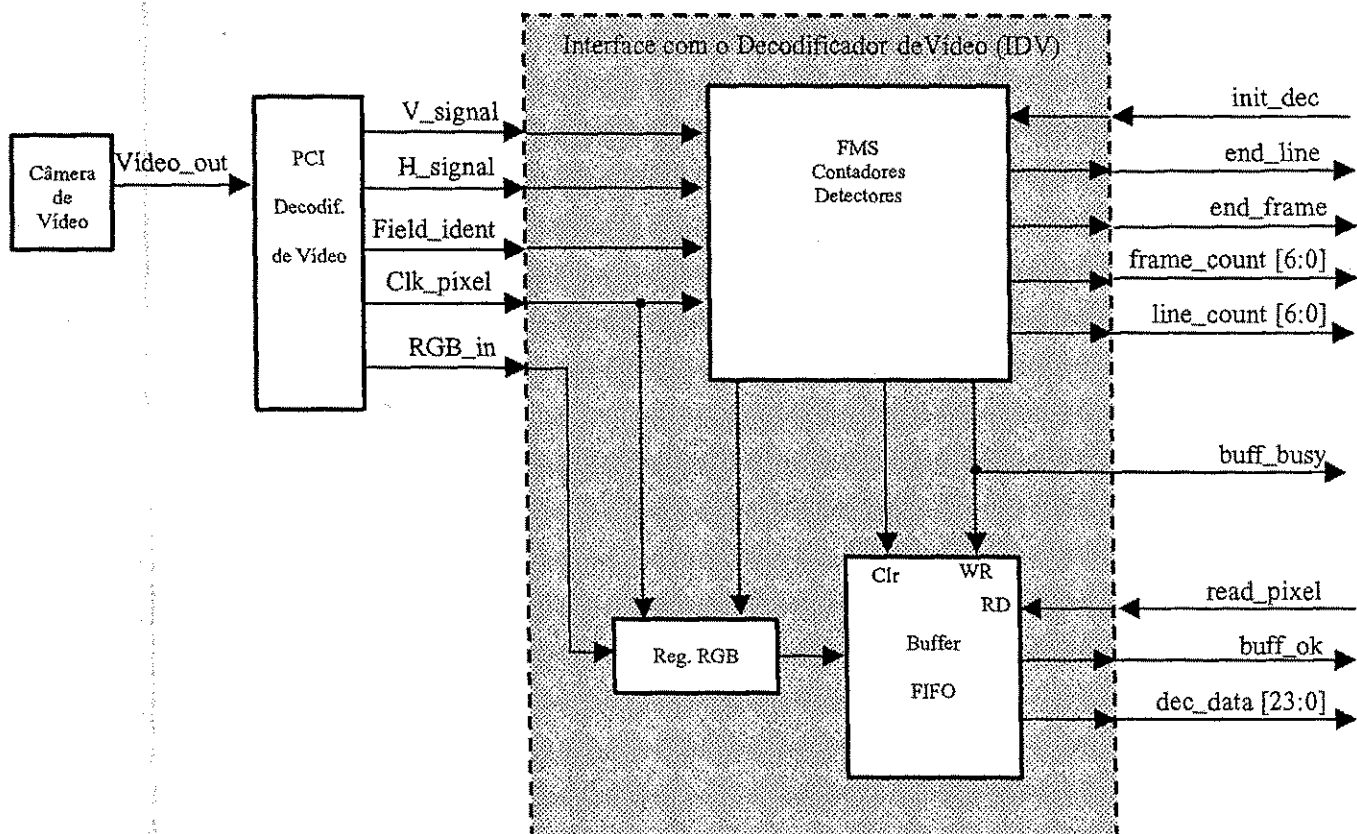 Interface com o Decodificador deVídeo (IDV)
Câmera
de
Vídeo
Vídeo_out
PCI
Decodif.
de Vídeo
V_signal
H_signal
Field_ident
Clk_pixel
RGB_in
FMS
Contadores
Detectores
init_dec
end_line
end_frame
frame_count [6:0]
line_count [6:0]
buff_busy
Clr
WR
RD
Buffer
FIFO
Reg. RGB
read_pixel
buff_ok
dec_data [23:0]